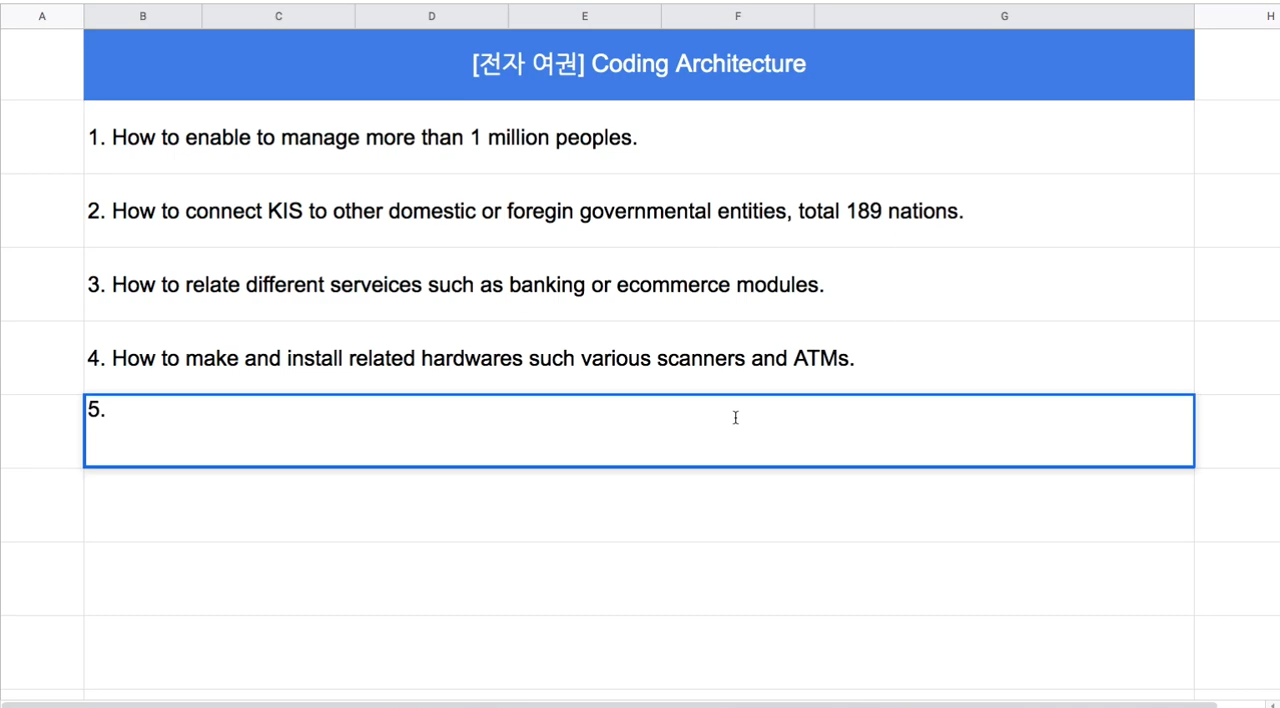 A B C D E F G H
[전자 여권] Coding Architecture
1. How to enable to manage more than 1 million peoples.
2. How to connect KIS to other domestic or foregin governmental entities, total 189 nations.
3. How to relate different serveices such as banking or ecommerce modules.
4. How to make and install related hardwares such various scanners and ATMs.
5.